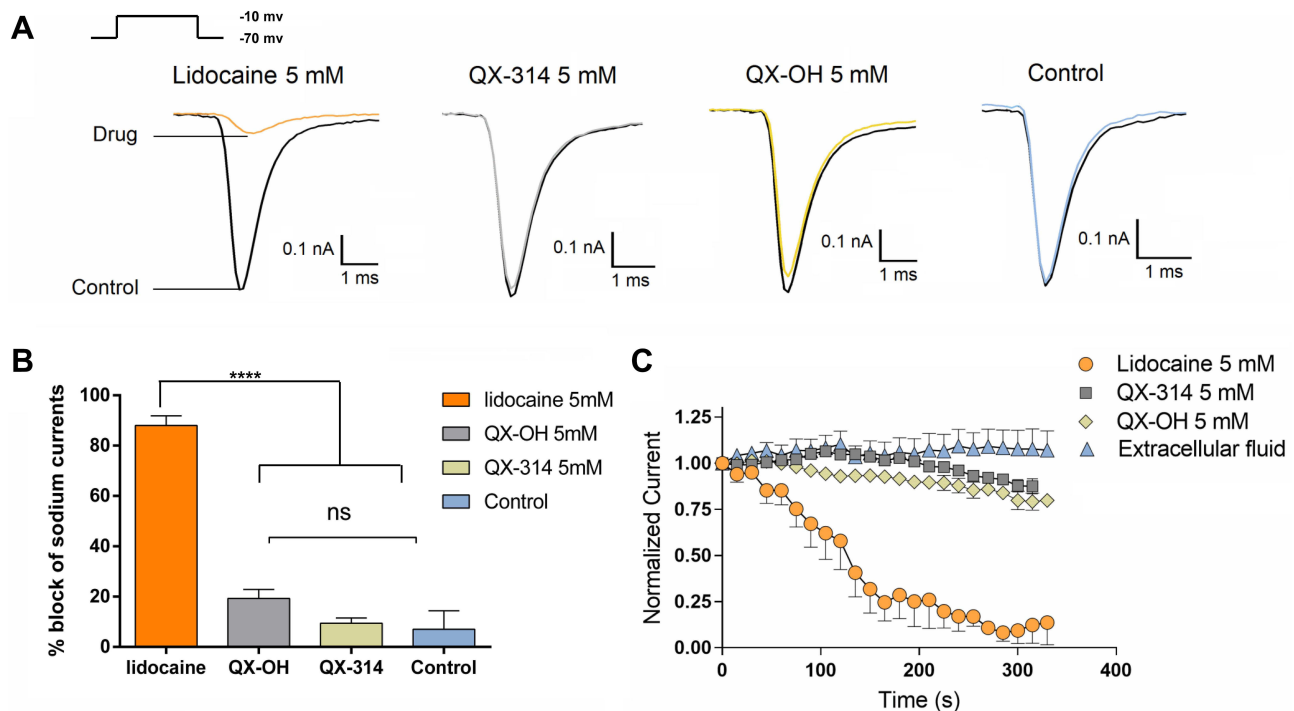 A
-10 mv
-70 mv
Lidocaine 5 mM
QX-314 5 mM
QX-OH 5 mM
Control
Drug
Control
0.1 nA
1 ms
0.1 nA
1 ms
0.1 nA
1 ms
0.1 nA
1 ms
B
% block of sodium currents
100
80
60
40
20
0
****
ns
lidocaine 5mM
QX-OH 5mM
QX-314 5mM
Control
lidocaine
QX-OH
QX-314
Control
C
Lidocaine 5 mM
QX-314 5 mM
QX-OH 5 mM
Extracellular fluid
Normalized Current
1.25
1.00
0.75
0.50
0.25
0.00
0
100
200
300
400
Time (s)